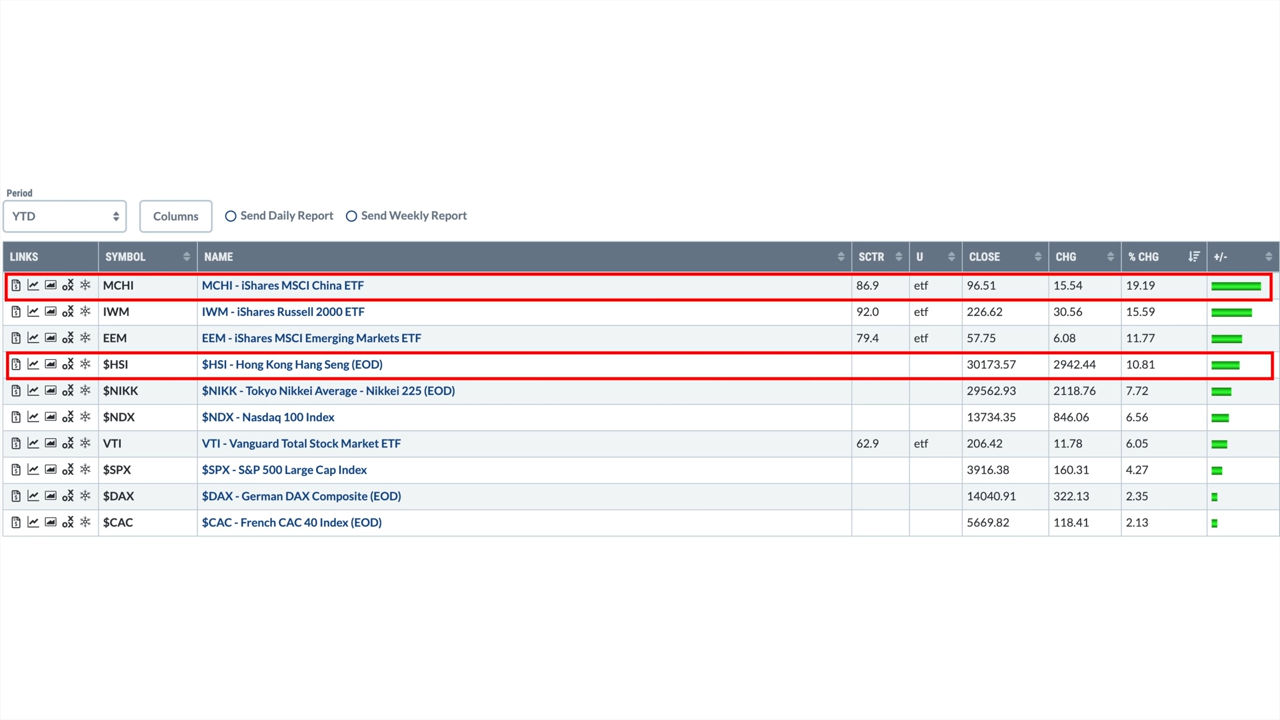 Period
YTD Columns Send Daily Report Send Weekly Report
LINKS SYMBOL NAME SCTR U CLOSE CHG % CHG +/-
MCHI MCHI - iShares MSCI China ETF 86.9 etf 96.51 15.54 19.19
IWM IWM - iShares Russell 2000 ETF 92.0 etf 226.62 30.56 15.59
EEM EEM - iShares MSCI Emerging Markets ETF 79.4 etf 57.75 6.08 11.77
$HSI $HSI - Hong Kong Hang Seng (EOD) 30173.57 2942.44 10.81
$NIKK $NIKK - Tokyo Nikkei Average - Nikkei 225 (EOD) 29562.93 2118.76 7.72
$NDX $NDX - Nasdaq 100 Index 13734.35 846.06 6.56
VTI VTI - Vanguard Total Stock Market ETF 62.9 etf 206.42 11.78 6.05
$SPX $SPX - S&P 500 Large Cap Index 3916.38 160.31 4.27
$DAX $DAX - German DAX Composite (EOD) 14040.91 322.13 2.35
$CAC $CAC - French CAC 40 Index (EOD) 5669.82 118.41 2.13